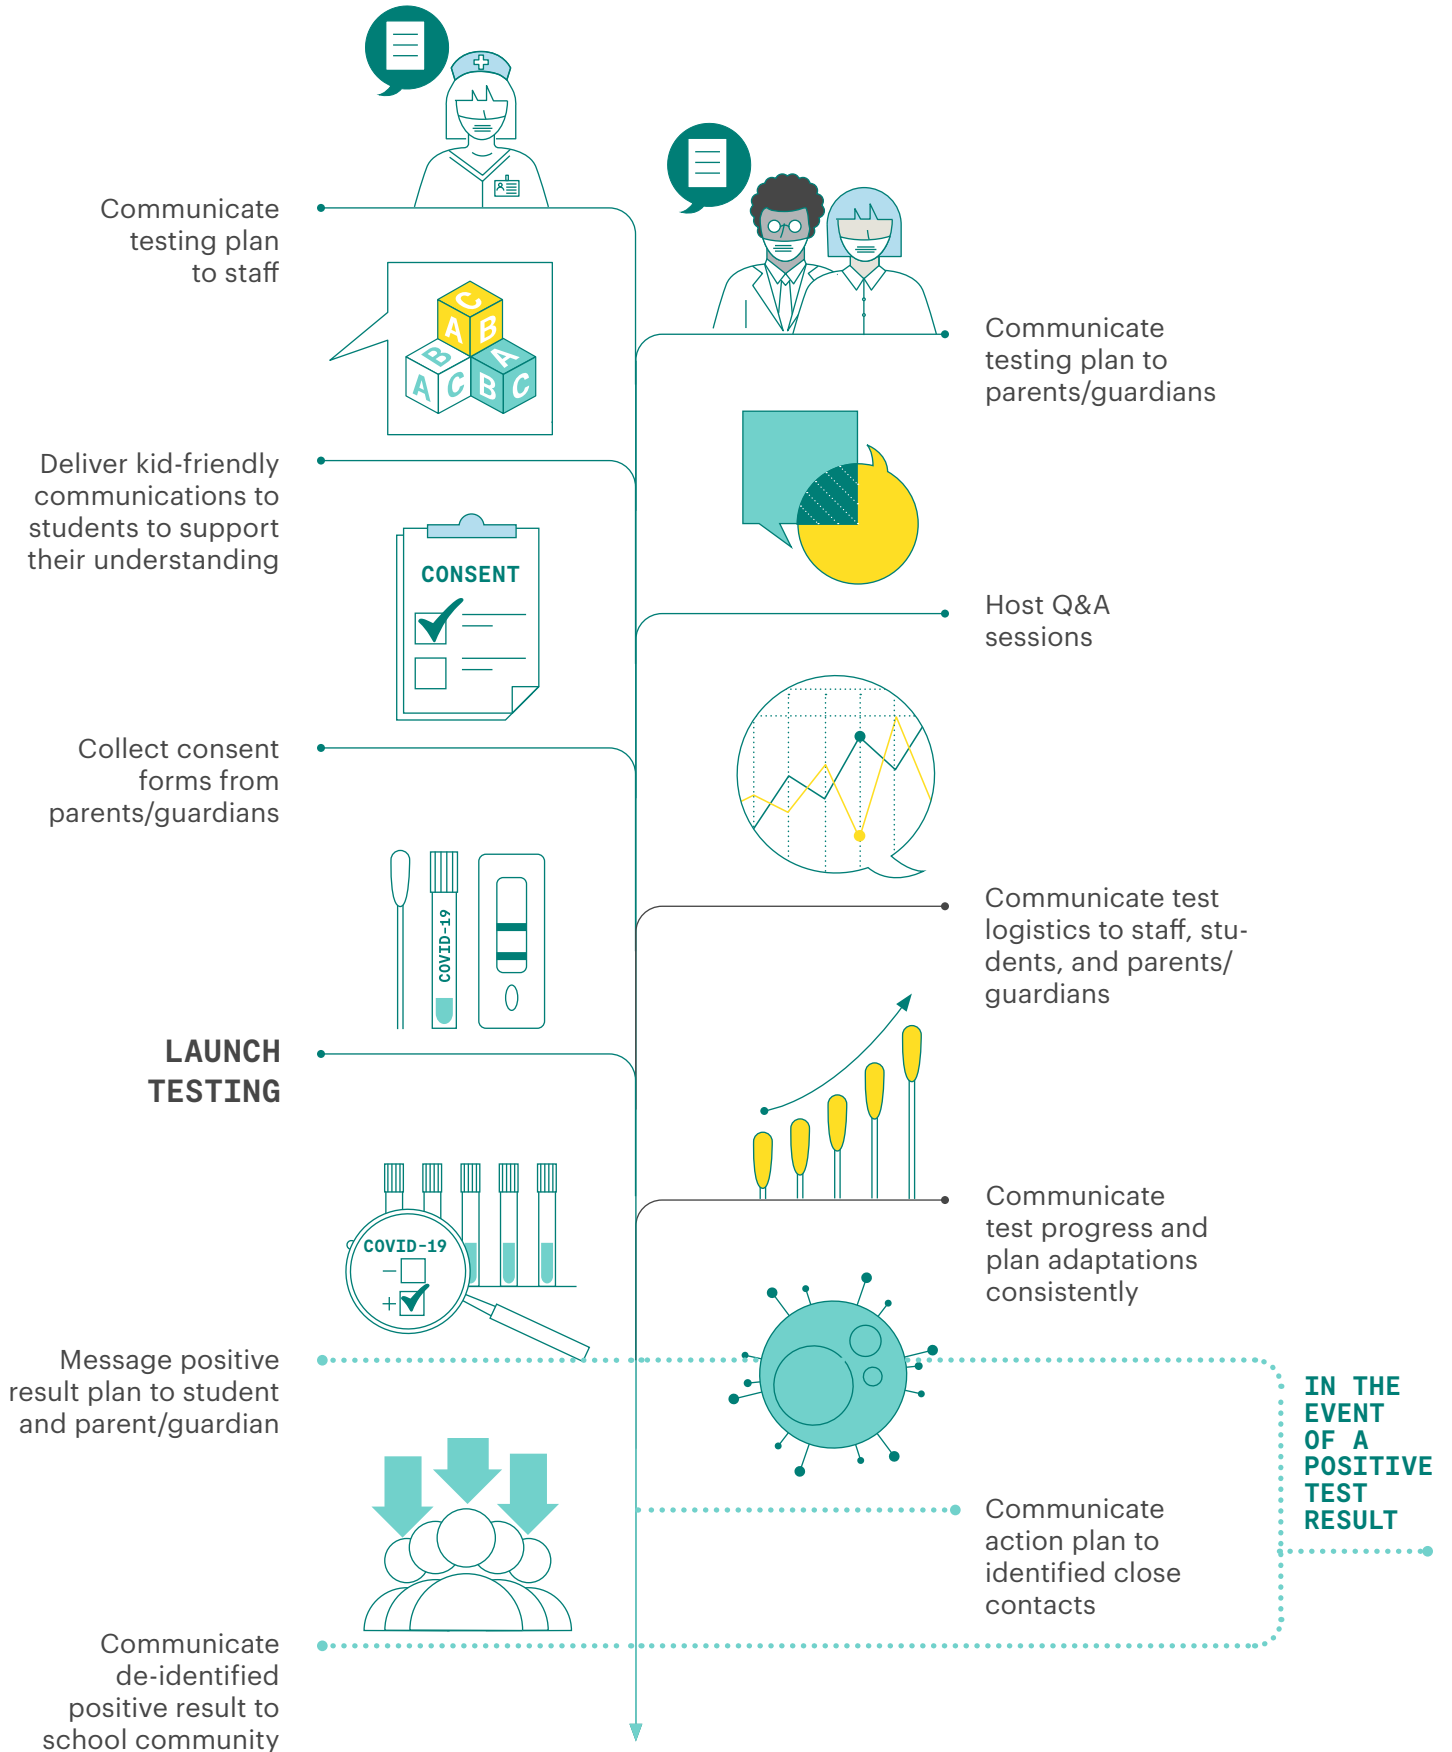 Communicate
testing plan
to staff
Communicate
testing plan to
parents/guardians
C
A B
B
A C
A
B C
Deliver kid-friendly
communications to
students to support
their understanding
CONSENT
Host Q&A
sessions
Collect consent
forms from
parents/guardians
COVID-19
Communicate test
logistics to staff, stu-
dents, and parents/
guardians
LAUNCH
TESTING
Communicate
test progress and
plan adaptations
consistently
COVID-19
−
+
Message positive
result plan to student
and parent/guardian
IN THE
EVENT
OF A
POSITIVE
TEST
RESULT
Communicate
action plan to
identified close
contacts
Communicate
de-identified
positive result to
school community